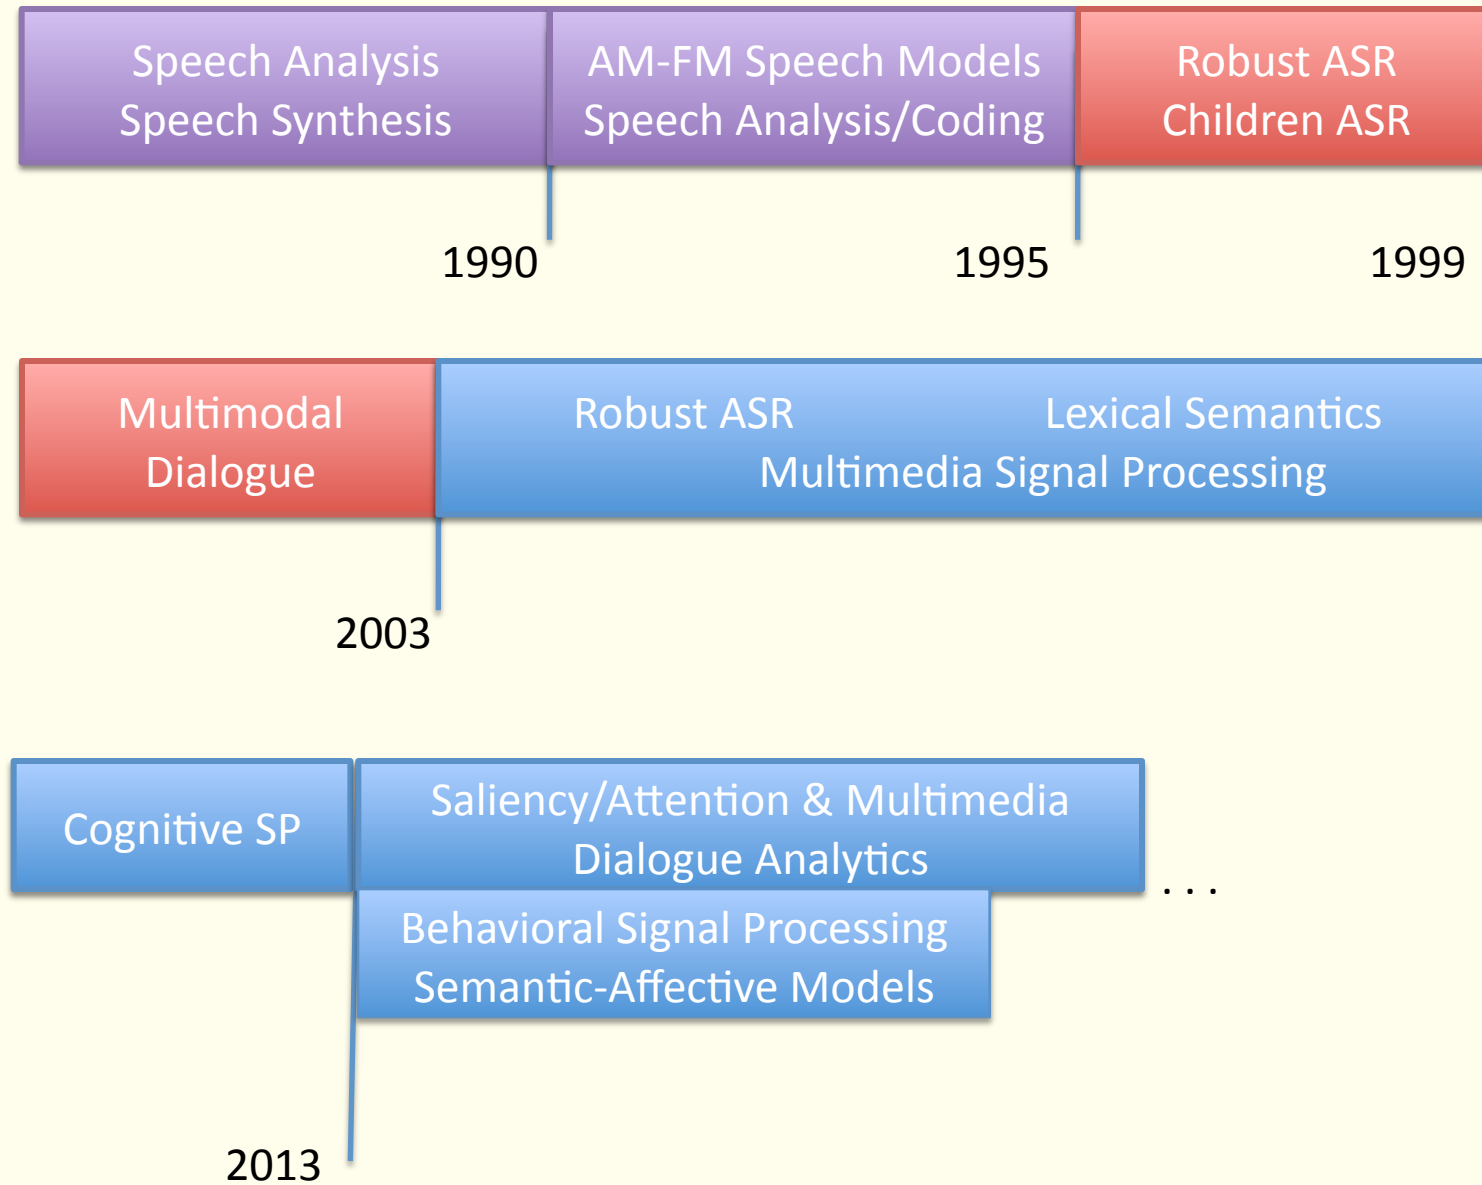 Speech Analysis
Speech Synthesis
AM-FM Speech Models
Speech Analysis/Coding
Robust ASR
Children ASR
1990
1995
1999
Multimodal
Dialogue
Robust ASR
Lexical Semantics
Multimedia Signal Processing
2003
Cognitive SP
Saliency/Attention & Multimedia
Dialogue Analytics
. . .
Behavioral Signal Processing
Semantic-Affective Models
2013